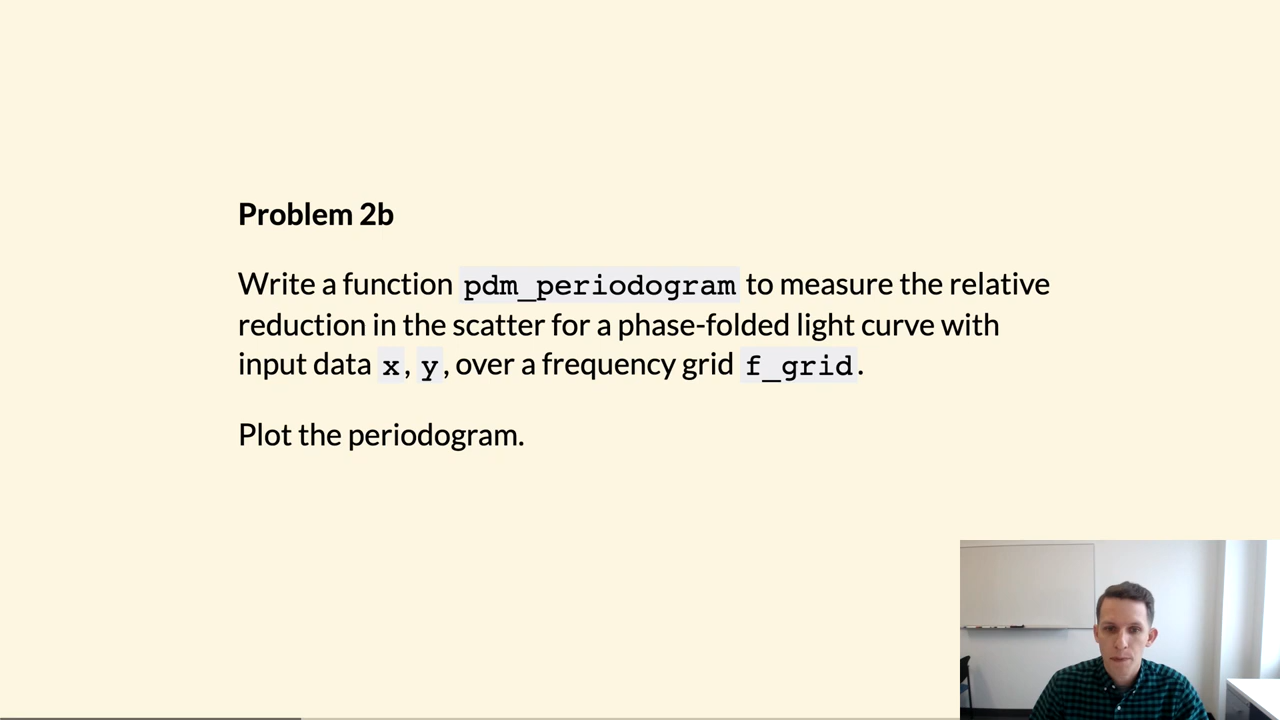 Problem 2b
Write a function pdm_periodogram to measure the relative
reduction in the scatter for a phase-folded light curve with
input data x, y, over a frequency grid f_grid.
Plot the periodogram.